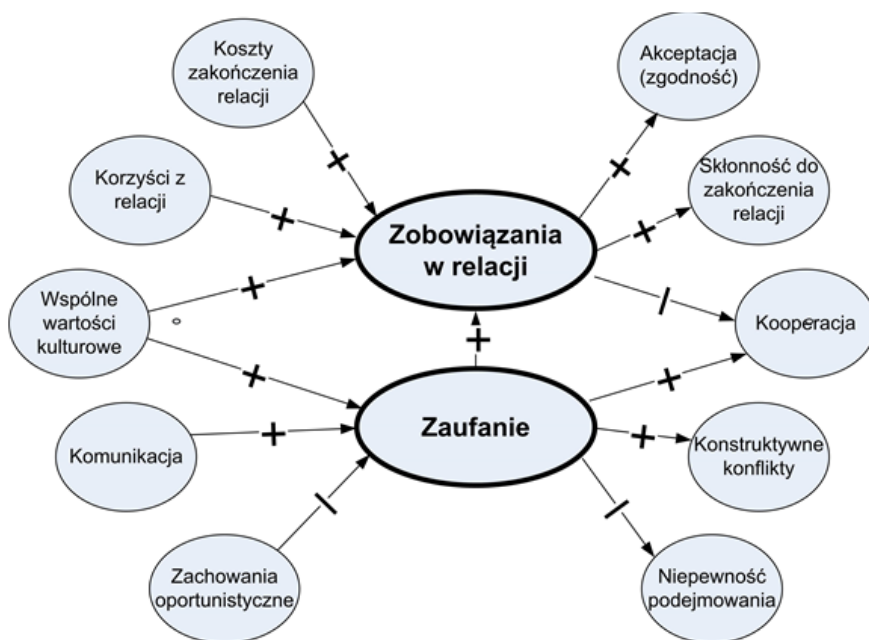 Koszty
zakończenia
relacji
Akceptacja
(zgodność)
Korzyści z
relacji
Skłonność do
zakończenia
relacji
Zobowiązania
w relacji
Wspólne
wartości
kulturowe
Kooperacja
Zaufanie
Komunikacja
Konstruktywne
konflikty
Zachowania
oportunistyczne
Niepewność
podejmowania